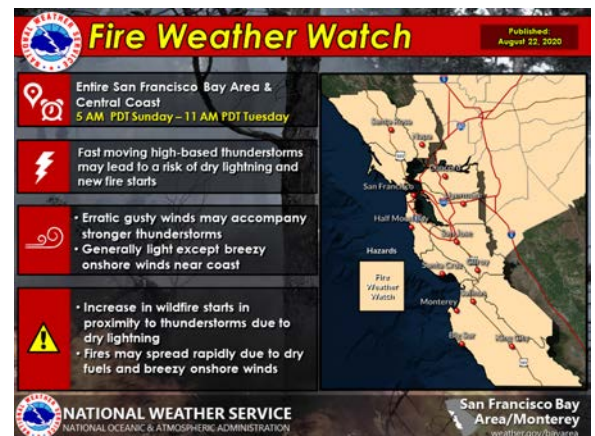 Fire Weather Watch
Published:
August 22, 2020
Entire San Francisco Bay Area &
Central Coast
5 AM PDT Sunday – 11 AM PDT Tuesday
Fast moving high-based thunderstorms
may lead to a risk of dry lightning and
new fire starts
• Erratic gusty winds may accompany
stronger thunderstorms
• Generally light except breezy
onshore winds near coast
• Increase in wildfire starts in
proximity to thunderstorms due to
dry lightning
• Fires may spread rapidly due to dry
fuels and breezy onshore winds
Santa Rosa
Napa
Concord
San Francisco
Livermore
Half Moon Bay
San Jose
Hazards
Fire
Weather
Watch
Santa Cruz
Gilroy
Salinas
Monterey
Big Sur
King City
NATIONAL WEATHER SERVICE
NATIONAL OCEANIC & ATMOSPHERIC ADMINISTRATION
San Francisco Bay
Area/Monterey
weather.gov/bayarea